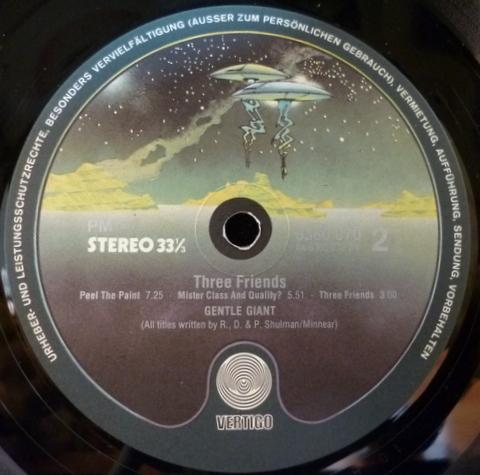 URHEBER- UND LEISTUNGSSCHUTZRECHTE, BESONDERS VERVIELFÄLTIGUNG (AUSSER ZUM PERSÖNLICHEN GEBRAUCH), VERMIETUNG, AUFFÜHRUNG, SENDUNG, VORBEHALTEN
PM
STEREO 33⅓
2
Three Friends
Peel The Paint 7.25 · Mister Class And Quality? 5.51 · Three Friends 3.00
GENTLE GIANT
(All titles written by R., D. & P. Shulman/Minnear)
VERTIGO